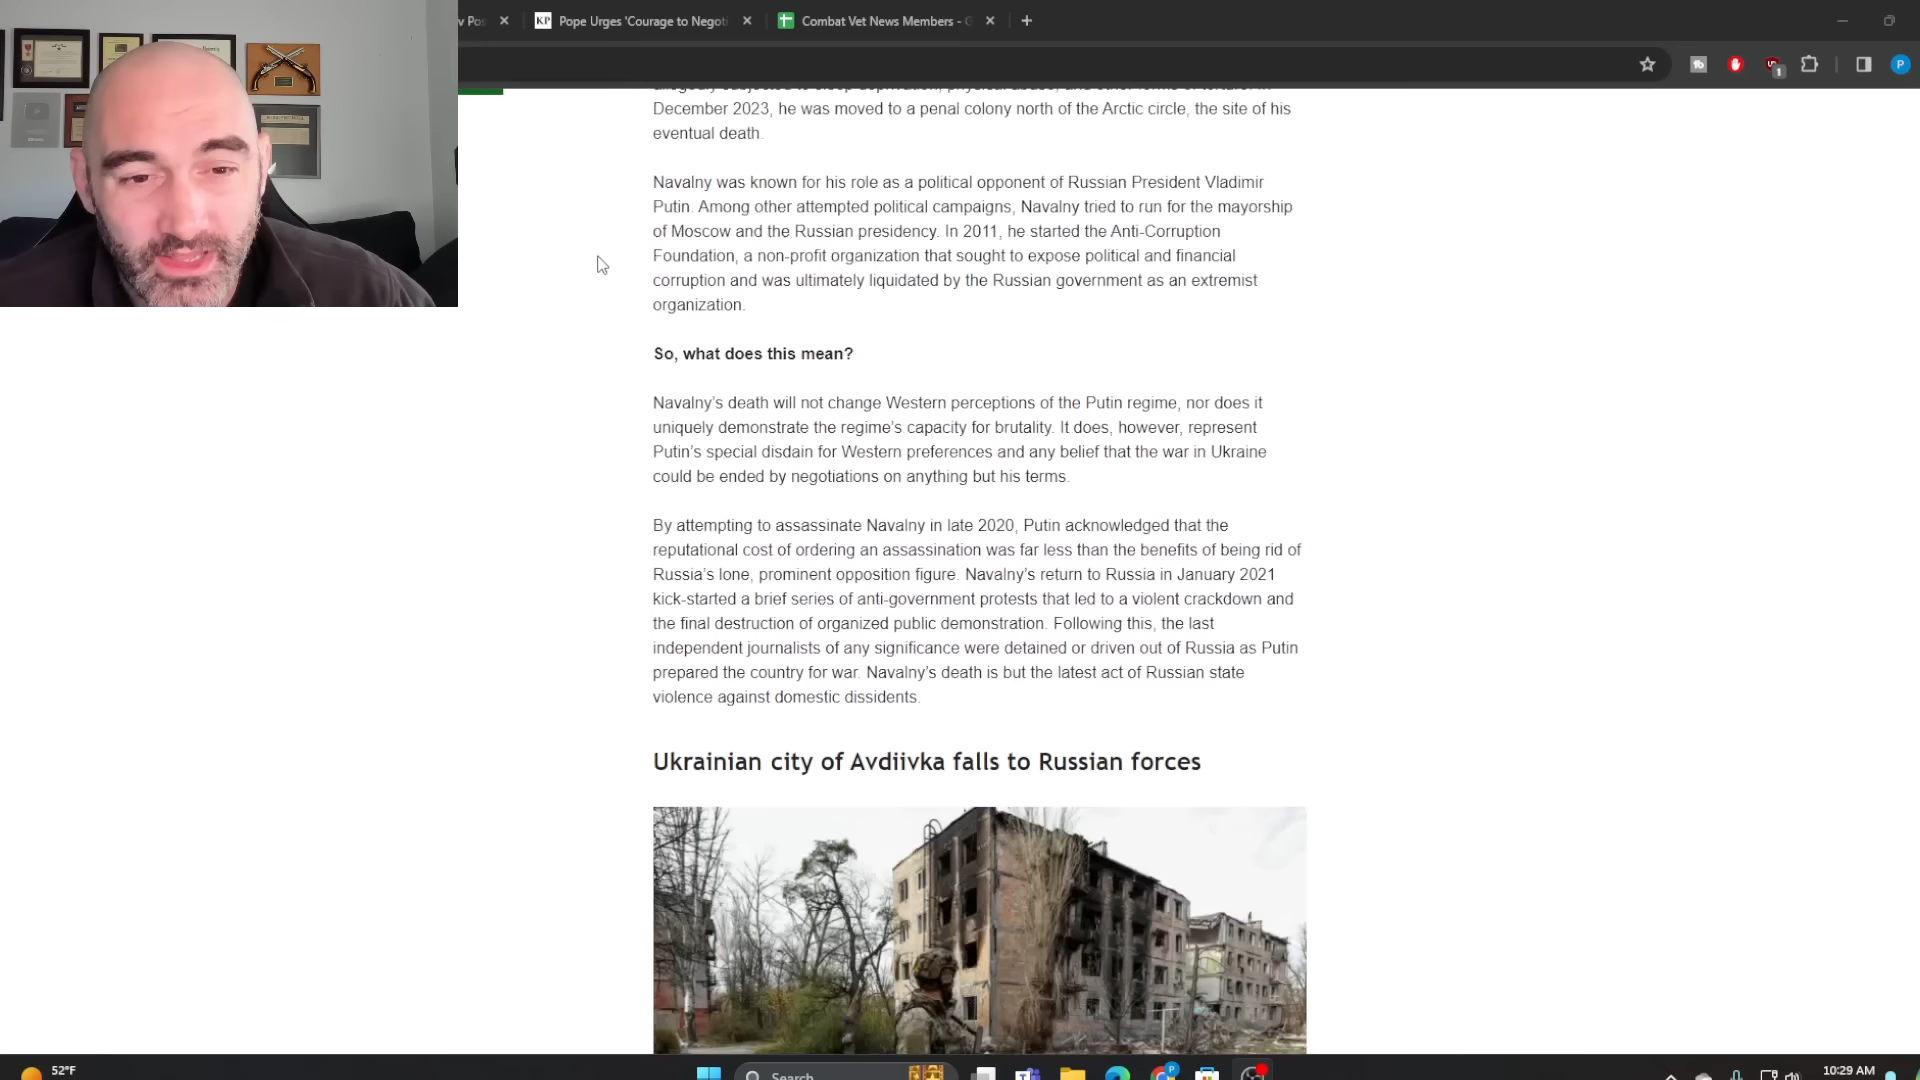 v Pos
KP Pope Urges 'Courage to Negoti
Combat Vet News Members - G
1
P
December 2023, he was moved to a penal colony north of the Arctic circle, the site of his
eventual death.
Navalny was known for his role as a political opponent of Russian President Vladimir
Putin. Among other attempted political campaigns, Navalny tried to run for the mayorship
of Moscow and the Russian presidency. In 2011, he started the Anti-Corruption
Foundation, a non-profit organization that sought to expose political and financial
corruption and was ultimately liquidated by the Russian government as an extremist
organization.
So, what does this mean?
Navalny's death will not change Western perceptions of the Putin regime, nor does it
uniquely demonstrate the regime's capacity for brutality. It does, however, represent
Putin's special disdain for Western preferences and any belief that the war in Ukraine
could be ended by negotiations on anything but his terms.
By attempting to assassinate Navalny in late 2020, Putin acknowledged that the
reputational cost of ordering an assassination was far less than the benefits of being rid of
Russia's lone, prominent opposition figure. Navalny's return to Russia in January 2021
kick-started a brief series of anti-government protests that led to a violent crackdown and
the final destruction of organized public demonstration. Following this, the last
independent journalists of any significance were detained or driven out of Russia as Putin
prepared the country for war. Navalny's death is but the latest act of Russian state
violence against domestic dissidents.
Ukrainian city of Avdiivka falls to Russian forces
52°F
Search
10:29 AM